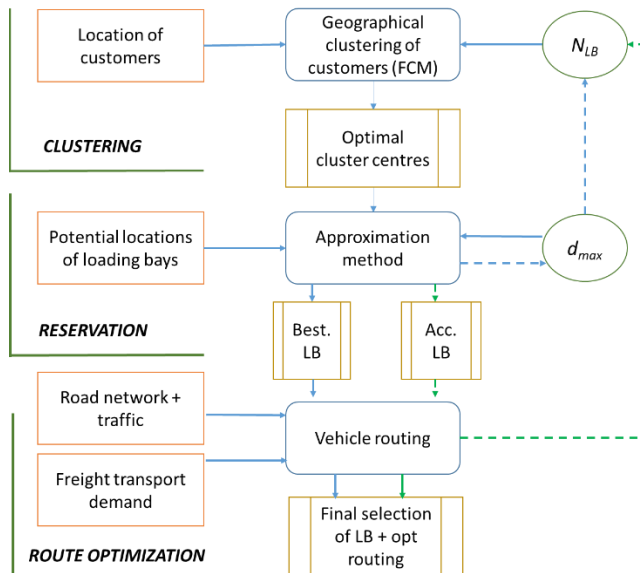 Location of
customers
Geographical
clustering of
customers (FCM)
N_LB
CLUSTERING
Optimal
cluster centres
Potential locations
of loading bays
Approximation
method
d_max
RESERVATION
Best.
LB
Acc.
LB
Road network +
traffic
Vehicle routing
Freight transport
demand
Final selection
of LB + opt
routing
ROUTE OPTIMIZATION